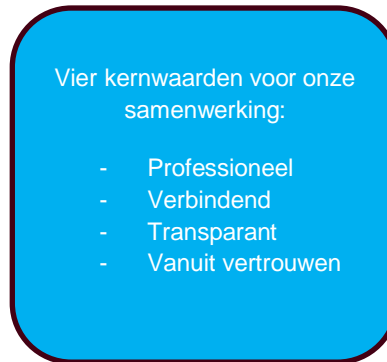 Vier kernwaarden voor onze
samenwerking:
- Professioneel
- Verbindend
- Transparant
- Vanuit vertrouwen